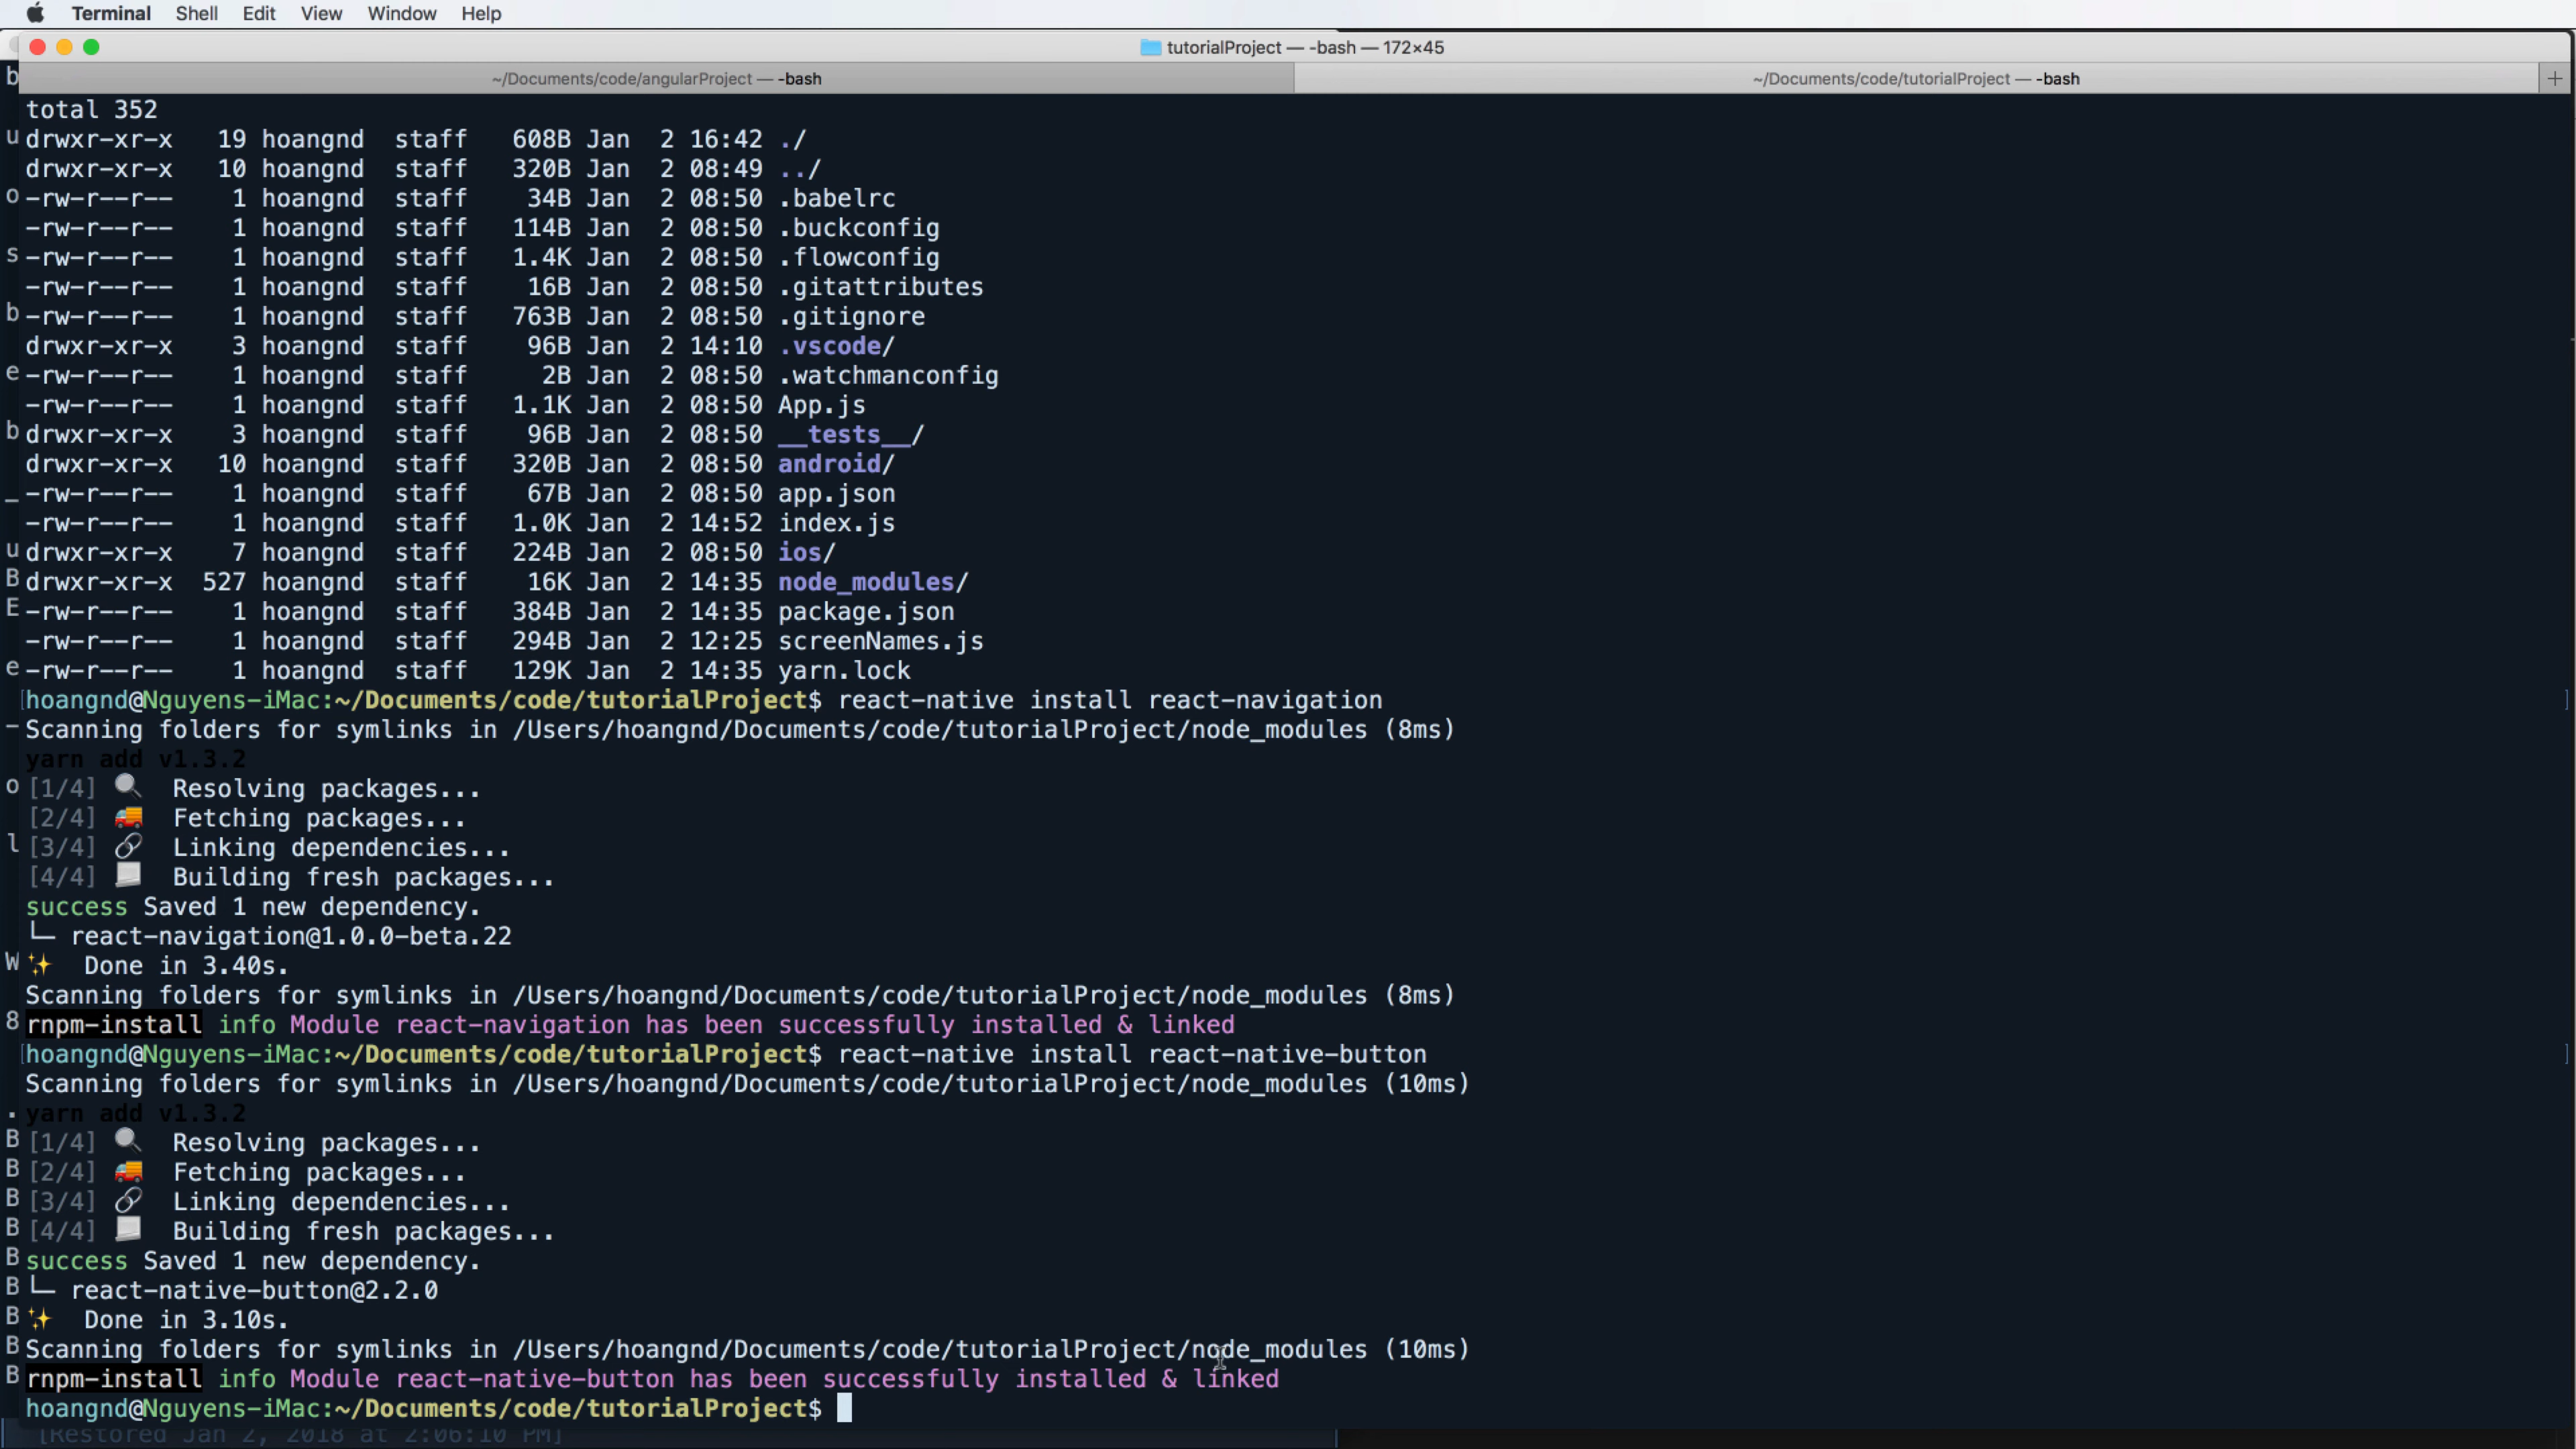 Terminal Shell Edit View Window Help
tutorialProject — -bash — 172×45
~/Documents/code/angularProject — -bash
~/Documents/code/tutorialProject — -bash
total 352
drwxr-xr-x   19 hoangnd  staff   608B Jan  2 16:42 ./
drwxr-xr-x   10 hoangnd  staff   320B Jan  2 08:49 ../
-rw-r--r--    1 hoangnd  staff    34B Jan  2 08:50 .babelrc
-rw-r--r--    1 hoangnd  staff   114B Jan  2 08:50 .buckconfig
-rw-r--r--    1 hoangnd  staff   1.4K Jan  2 08:50 .flowconfig
-rw-r--r--    1 hoangnd  staff    16B Jan  2 08:50 .gitattributes
-rw-r--r--    1 hoangnd  staff   763B Jan  2 08:50 .gitignore
drwxr-xr-x    3 hoangnd  staff    96B Jan  2 14:10 .vscode/
-rw-r--r--    1 hoangnd  staff     2B Jan  2 08:50 .watchmanconfig
-rw-r--r--    1 hoangnd  staff   1.1K Jan  2 08:50 App.js
drwxr-xr-x    3 hoangnd  staff    96B Jan  2 08:50 __tests__/
drwxr-xr-x   10 hoangnd  staff   320B Jan  2 08:50 android/
-rw-r--r--    1 hoangnd  staff    67B Jan  2 08:50 app.json
-rw-r--r--    1 hoangnd  staff   1.0K Jan  2 14:52 index.js
drwxr-xr-x    7 hoangnd  staff   224B Jan  2 08:50 ios/
drwxr-xr-x  527 hoangnd  staff    16K Jan  2 14:35 node_modules/
-rw-r--r--    1 hoangnd  staff   384B Jan  2 14:35 package.json
-rw-r--r--    1 hoangnd  staff   294B Jan  2 12:25 screenNames.js
-rw-r--r--    1 hoangnd  staff   129K Jan  2 14:35 yarn.lock
[hoangnd@Nguyens-iMac:~/Documents/code/tutorialProject$ react-native install react-navigation ]
Scanning folders for symlinks in /Users/hoangnd/Documents/code/tutorialProject/node_modules (8ms)
yarn add v1.3.2
[1/4] 🔍  Resolving packages...
[2/4] 🚚  Fetching packages...
[3/4] 🔗  Linking dependencies...
[4/4] 📃  Building fresh packages...
success Saved 1 new dependency.
└─ react-navigation@1.0.0-beta.22
✨  Done in 3.40s.
Scanning folders for symlinks in /Users/hoangnd/Documents/code/tutorialProject/node_modules (8ms)
rnpm-install info Module react-navigation has been successfully installed & linked
[hoangnd@Nguyens-iMac:~/Documents/code/tutorialProject$ react-native install react-native-button ]
Scanning folders for symlinks in /Users/hoangnd/Documents/code/tutorialProject/node_modules (10ms)
yarn add v1.3.2
[1/4] 🔍  Resolving packages...
[2/4] 🚚  Fetching packages...
[3/4] 🔗  Linking dependencies...
[4/4] 📃  Building fresh packages...
success Saved 1 new dependency.
└─ react-native-button@2.2.0
✨  Done in 3.10s.
Scanning folders for symlinks in /Users/hoangnd/Documents/code/tutorialProject/node_modules (10ms)
rnpm-install info Module react-native-button has been successfully installed & linked
hoangnd@Nguyens-iMac:~/Documents/code/tutorialProject$
[Restored Jan 2, 2018 at 2:06:10 PM]